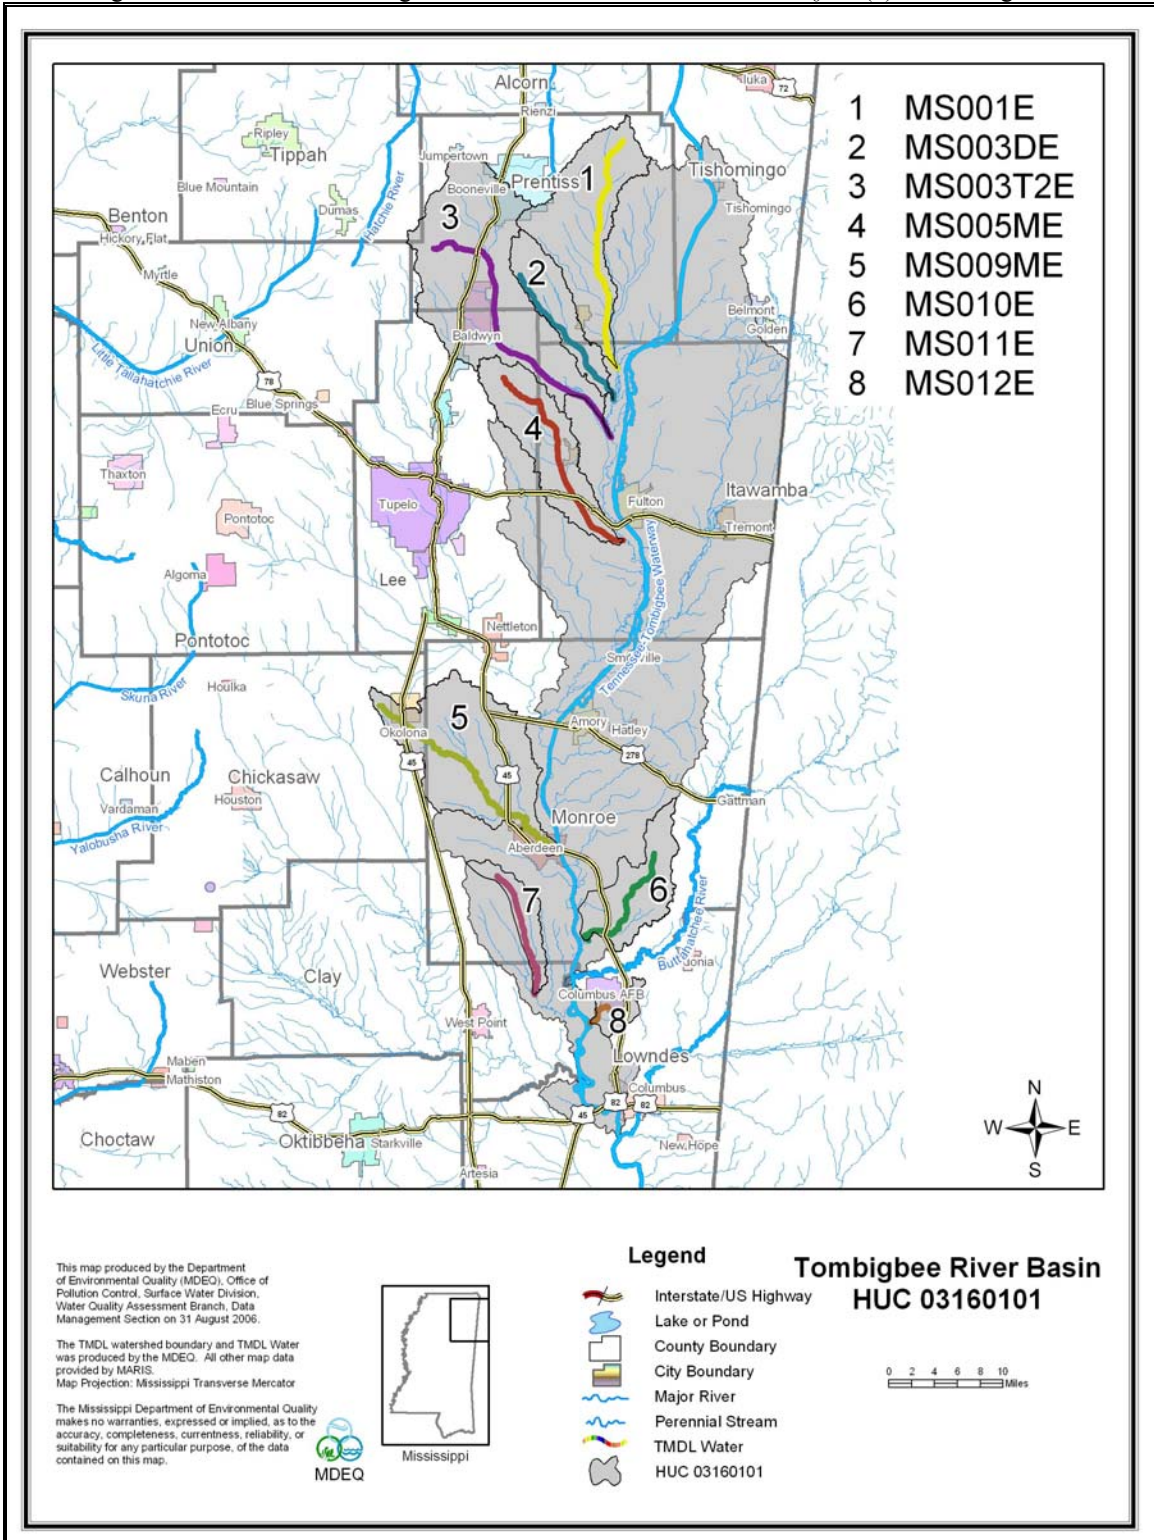 Alcorn
Rienzi
Iuka
72
Ripley
Tippah
Jumpertown
Blue Mountain
Booneville
Prentiss
1
Tishomingo
Tishomingo
Benton
Hickory Flat
Dumas
Hatchie River
3
2
Myrtle
New Albany
Union
Little Tallahatchie River
Baldwyn
Belmont
Golden
78
Ecru
Blue Springs
4
Thaxton
Pontotoc
Tupelo
Fulton
Itawamba
Tremont
Algoma
Lee
Tennessee-Tombigbee Waterway
Pontotoc
Nettleton
Skuna River
Houlka
5
Okolona
Amory
Hatley
45
45
278
Calhoun
Chickasaw
Houston
Vardaman
Yalobusha River
Gattman
Monroe
Aberdeen
7
6
Buttahatchee River
Webster
Clay
Columbus AFB
West Point
8
Lowndes
Maben
Mathiston
Columbus
82
45
82
82
Choctaw
Oktibbeha
Starkville
New Hope
Artesia
1 MS001E
2 MS003DE
3 MS003T2E
4 MS005ME
5 MS009ME
6 MS010E
7 MS011E
8 MS012E
N
W E
S
This map produced by the Department
of Environmental Quality (MDEQ), Office of
Pollution Control, Surface Water Division,
Water Quality Assessment Branch, Data
Management Section on 31 August 2006.
The TMDL watershed boundary and TMDL Water
was produced by the MDEQ. All other map data
provided by MARIS.
Map Projection: Mississippi Transverse Mercator
The Mississippi Department of Environmental Quality
makes no warranties, expressed or implied, as to the
accuracy, completeness, currentness, reliability, or
suitability for any particular purpose, of the data
contained on this map.
MDEQ
Mississippi
Legend
Interstate/US Highway
Lake or Pond
County Boundary
City Boundary
Major River
Perennial Stream
TMDL Water
HUC 03160101
Tombigbee River Basin
HUC 03160101
0 2 4 6 8 10
Miles